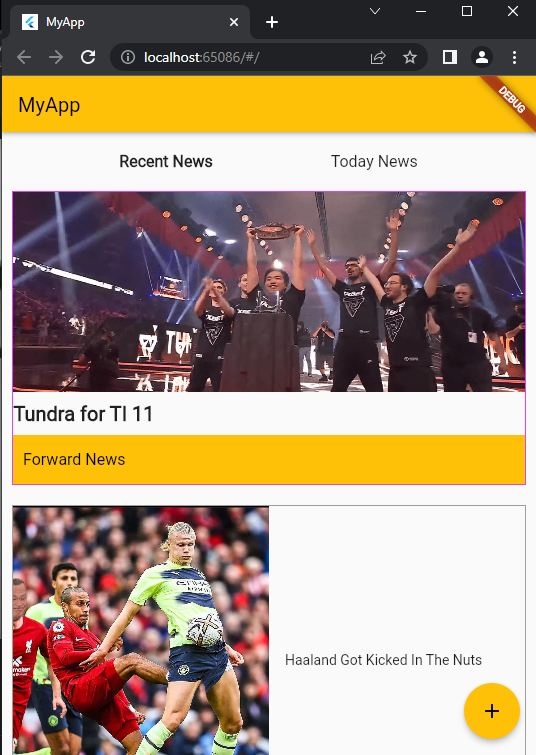 MyApp
localhost:65086/#/
MyApp
DEBUG
Recent News
Today News
Tundra for TI 11
Forward News
Haaland Got Kicked In The Nuts